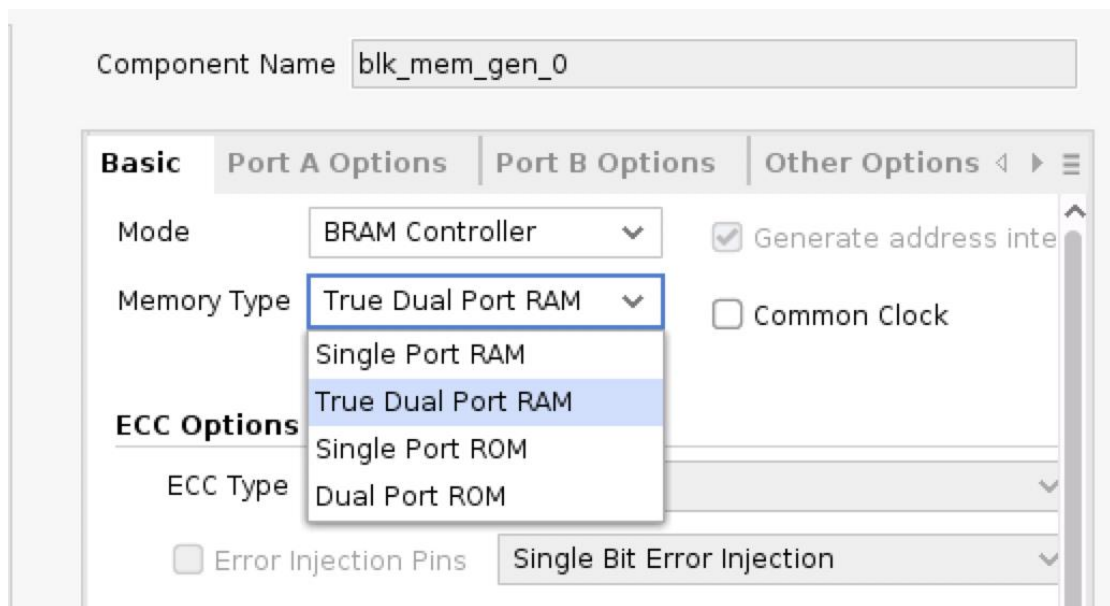 Component Name blk_mem_gen_0
Basic Port A Options Port B Options Other Options
Mode BRAM Controller Generate address inte
Memory Type True Dual Port RAM Common Clock
Single Port RAM
True Dual Port RAM
ECC Options
Single Port ROM
ECC Type
Dual Port ROM
Error Injection Pins Single Bit Error Injection